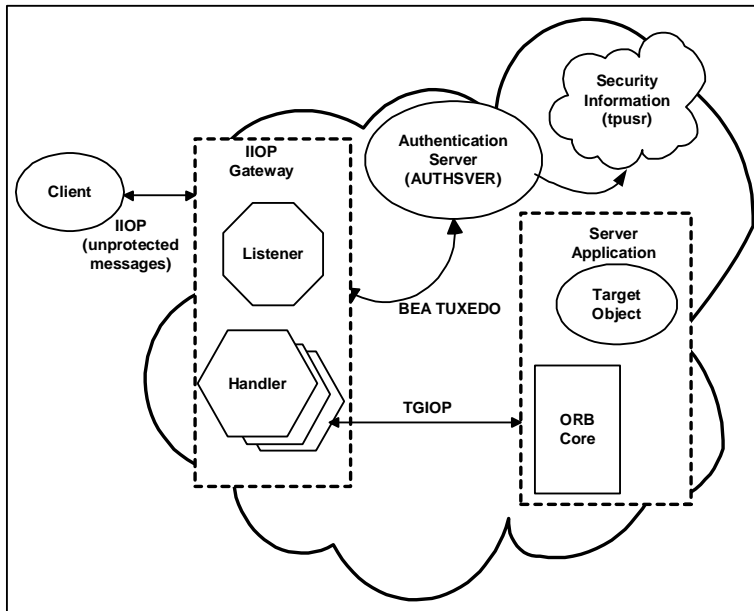 Security
Information
(tpusr)
Authentication
Server
(AUTHSVER)
IIOP
Gateway
Client
IIOP
(unprotected
messages)
Listener
Server
Application
Target
Object
BEA TUXEDO
Handler
TGIOP
ORB
Core